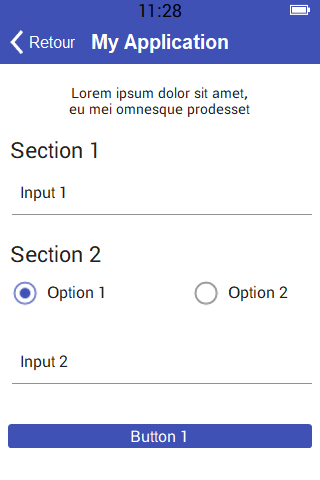 11:28
Retour My Application
Lorem ipsum dolor sit amet,
eu mei omnesque prodesset
Section 1
Input 1
Section 2
Option 1 Option 2
Input 2
Button 1